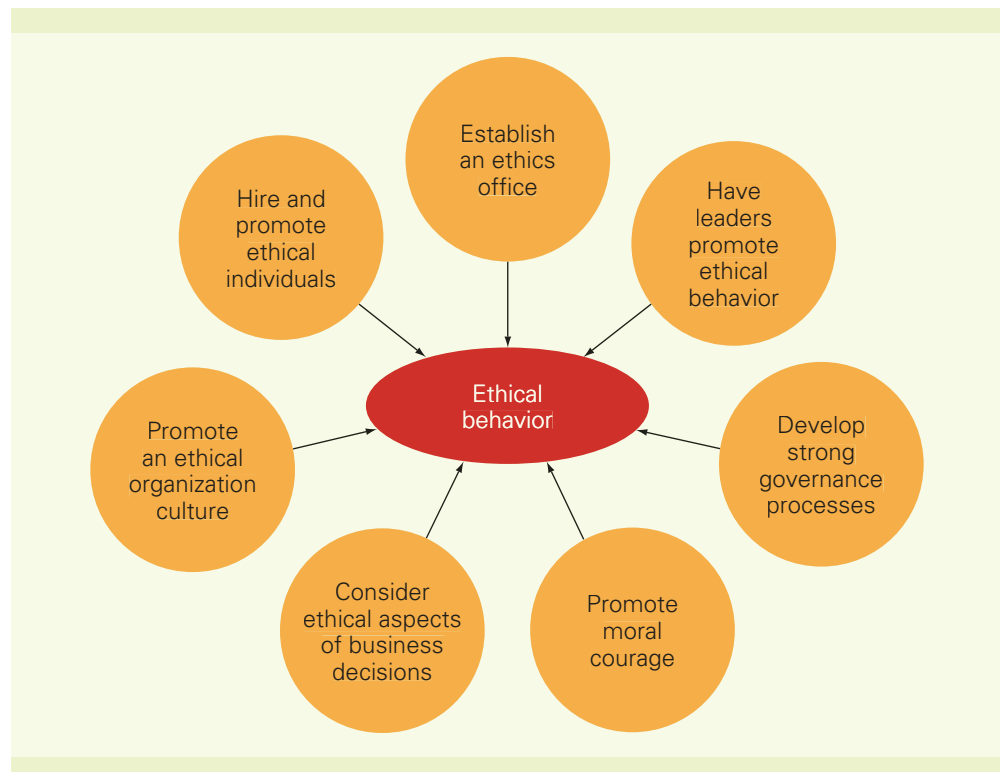 Establish
an ethics
office
Have
leaders
promote
ethical
behavior
Develop
strong
governance
processes
Promote
moral
courage
Consider
ethical aspects
of business
decisions
Promote
an ethical
organization
culture
Hire and
promote
ethical
individuals
Ethical
behavior